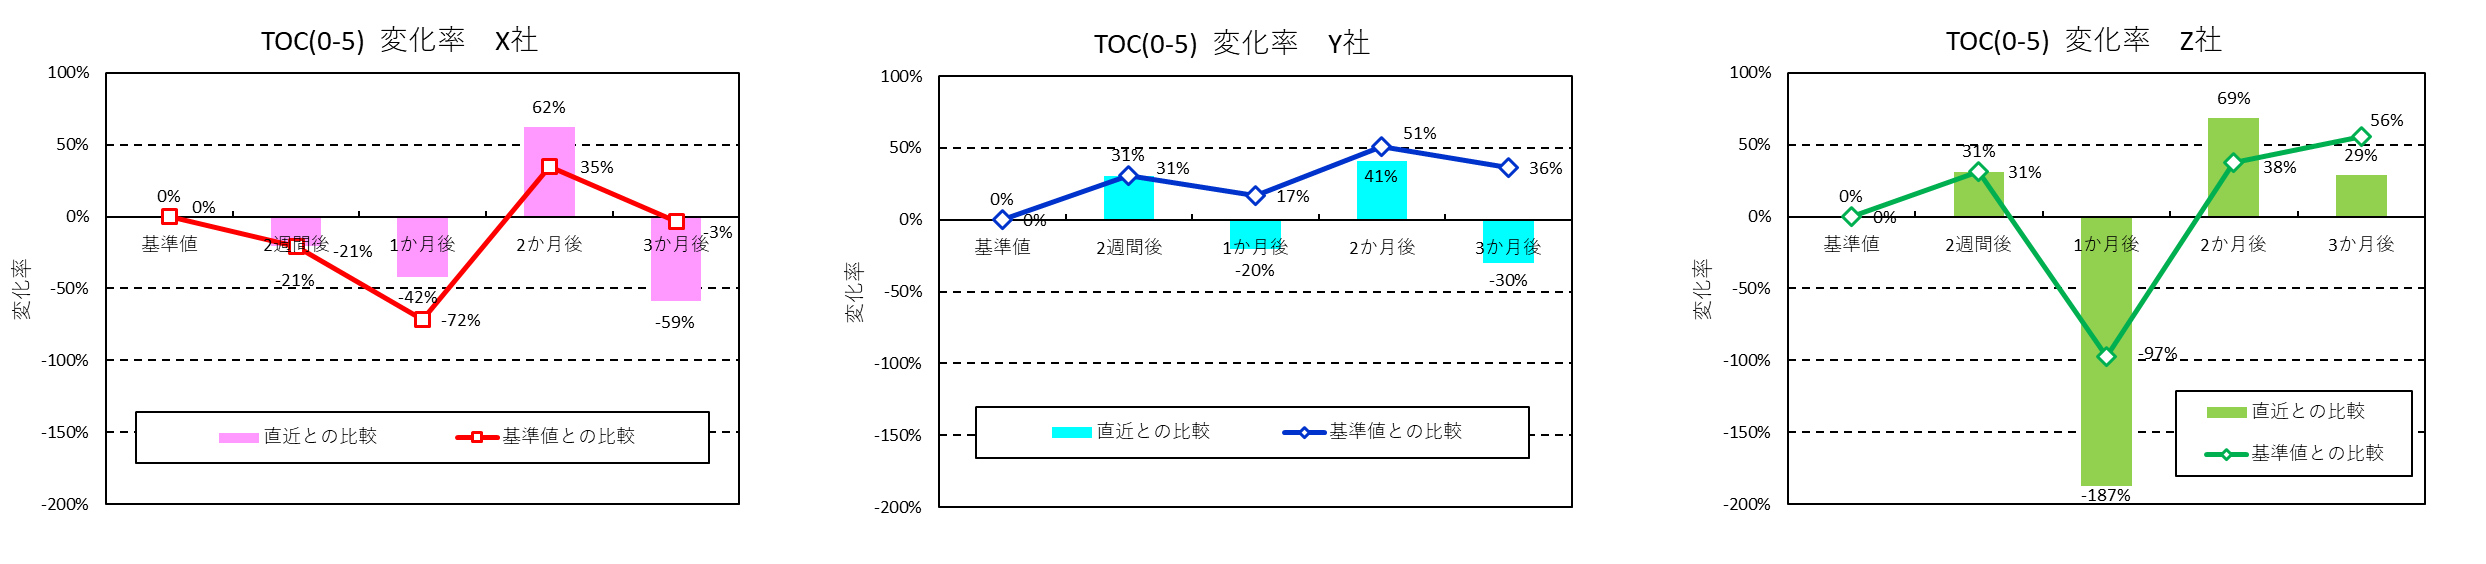 TOC(0-5) 変化率 X社
100%
50%
0%
-50%
-100%
-150%
-200%
変化率
0%
0%
-21%
-21%
-42%
-72%
62%
35%
-3%
-59%
基準値
2週間後
1か月後
2か月後
3か月後
直近との比較
基準値との比較
TOC(0-5) 変化率 Y社
100%
50%
0%
-50%
-100%
-150%
-200%
変化率
0%
0%
31%
31%
17%
-20%
51%
41%
36%
-30%
基準値
2週間後
1か月後
2か月後
3か月後
直近との比較
基準値との比較
TOC(0-5) 変化率 Z社
100%
50%
0%
-50%
-100%
-150%
-200%
変化率
0%
0%
31%
31%
-97%
-187%
69%
38%
56%
29%
基準値
2週間後
1か月後
2か月後
3か月後
直近との比較
基準値との比較